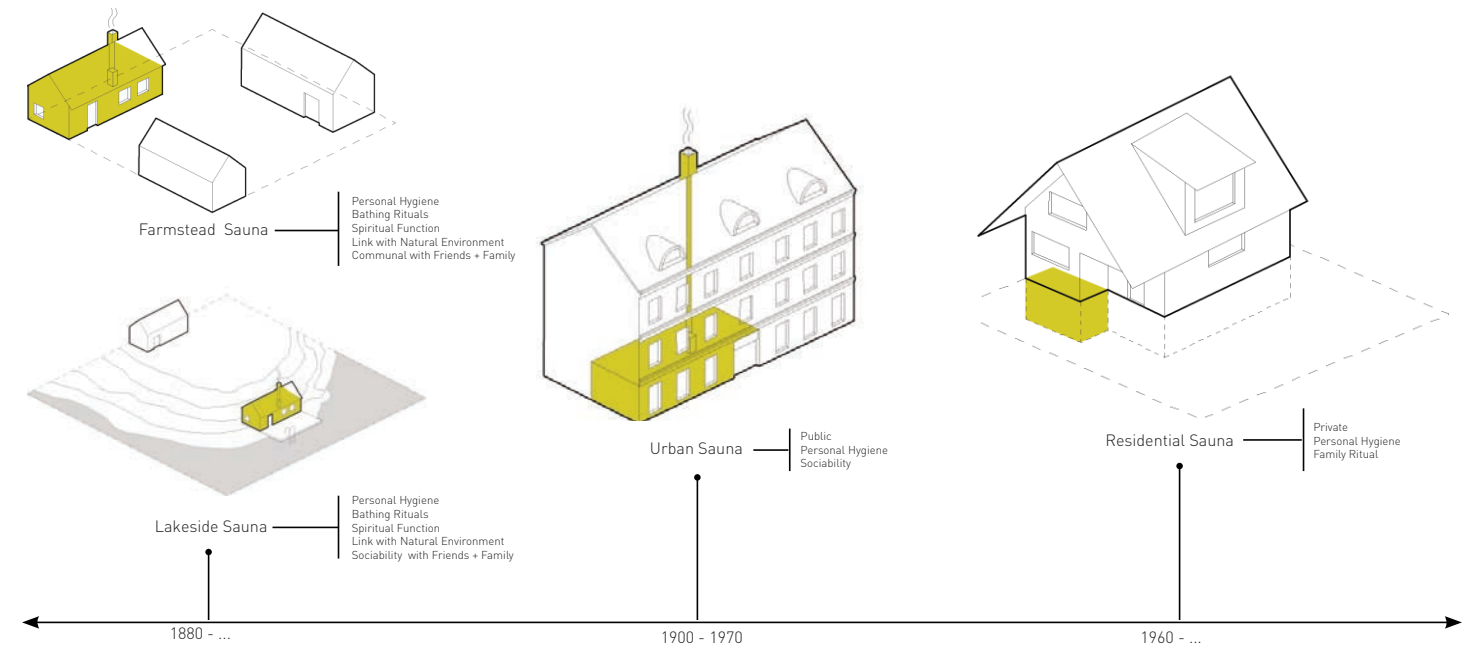 Farmstead Sauna
Personal Hygiene
Bathing Rituals
Spiritual Function
Link with Natural Environment
Communal with Friends + Family
Lakeside Sauna
Personal Hygiene
Bathing Rituals
Spiritual Function
Link with Natural Environment
Sociability with Friends + Family
1880 - ...
Urban Sauna
Public
Personal Hygiene
Sociability
1900 - 1970
Residential Sauna
Private
Personal Hygiene
Family Ritual
1960 - ...